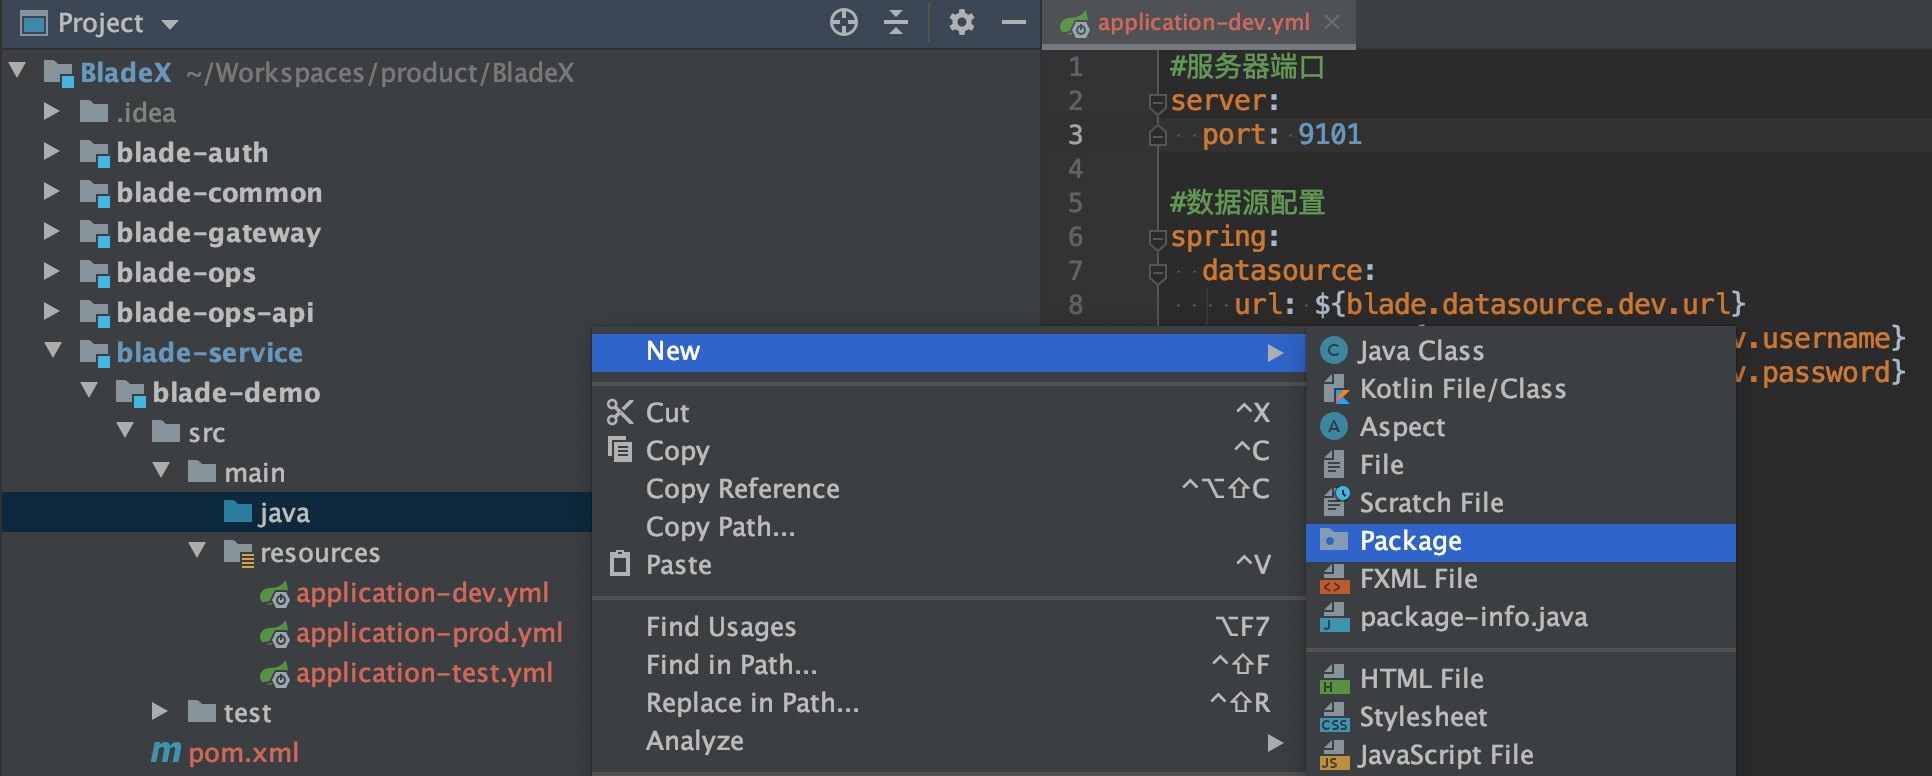 Project
BladeX ~/Workspaces/product/BladeX
.idea
blade-auth
blade-common
blade-gateway
blade-ops
blade-ops-api
blade-service
blade-demo
src
main
java
resources
application-dev.yml
application-prod.yml
application-test.yml
test
pom.xml
application-dev.yml
1 #服务器端口
2 server:
3 port: 9101
4
5 #数据源配置
6 spring:
7 datasource:
8 url: ${blade.datasource.dev.url}
v.username}
v.password}
New
Cut ^X
Copy ^C
Copy Reference ^⌥⇧C
Copy Path...
Paste ^V
Find Usages ⌥F7
Find in Path... ^⇧F
Replace in Path... ^⇧R
Analyze
Java Class
Kotlin File/Class
Aspect
File
Scratch File
Package
FXML File
package-info.java
HTML File
Stylesheet
JavaScript File